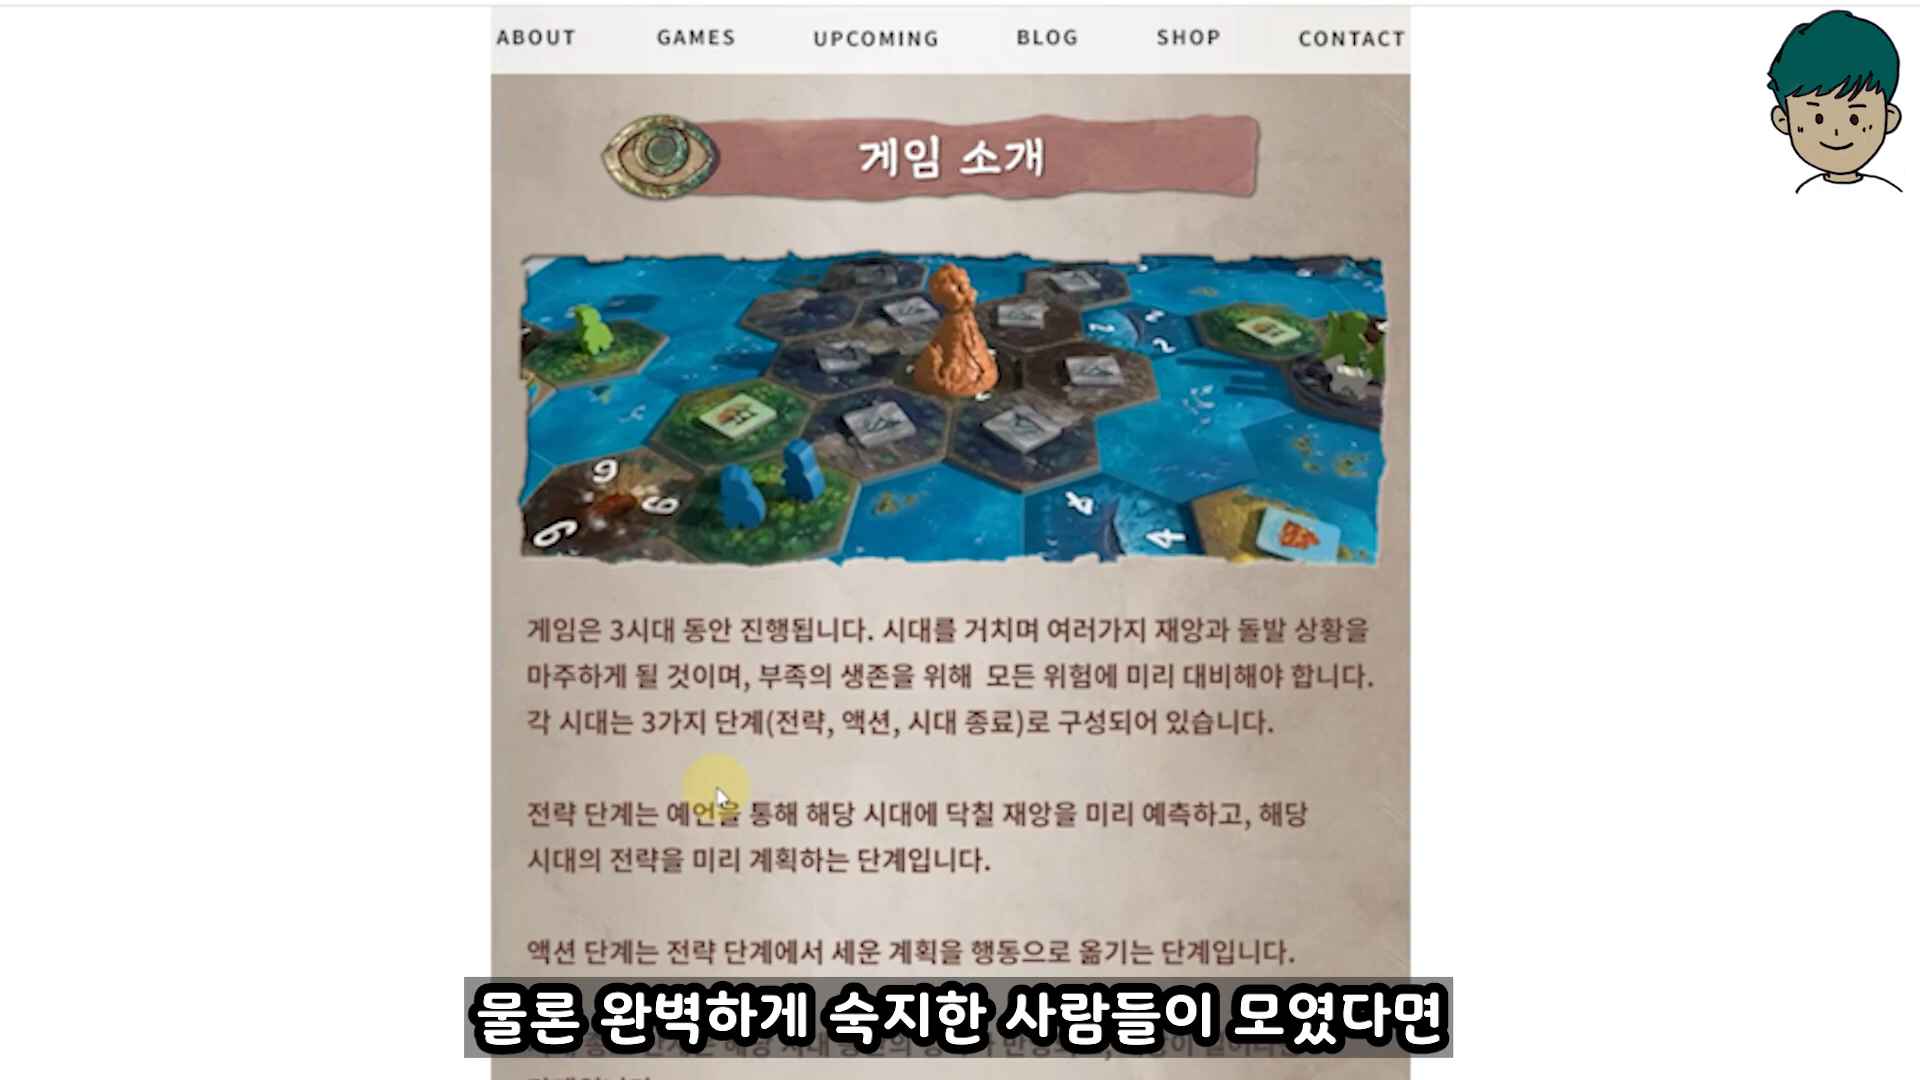 ABOUT GAMES UPCOMING BLOG SHOP CONTACT
게임 소개
2
2
2
2
6
6
6
4
4
게임은 3시대 동안 진행됩니다. 시대를 거치며 여러가지 재앙과 돌발 상황을
마주하게 될 것이며, 부족의 생존을 위해 모든 위험에 미리 대비해야 합니다.
각 시대는 3가지 단계(전략, 액션, 시대 종료)로 구성되어 있습니다.
전략 단계는 예언을 통해 해당 시대에 닥칠 재앙을 미리 예측하고, 해당
시대의 전략을 미리 계획하는 단계입니다.
액션 단계는 전략 단계에서 세운 계획을 행동으로 옮기는 단계입니다.
물론 완벽하게 숙지한 사람들이 모였다면